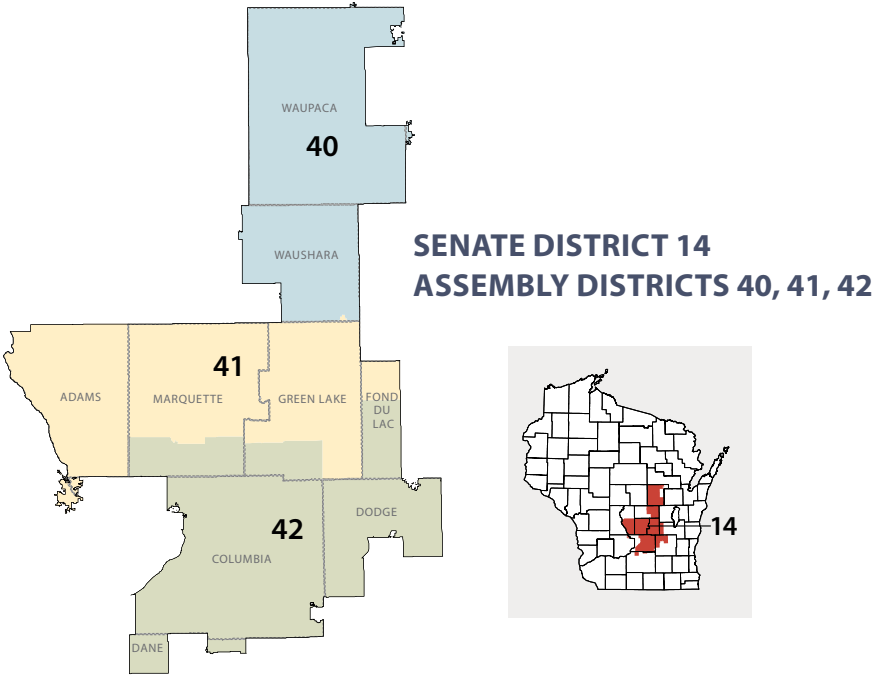 WAUPACA
40
WAUSHARA
SENATE DISTRICT 14
ASSEMBLY DISTRICTS 40, 41, 42
41
ADAMS
MARQUETTE
GREEN LAKE
FOND
DU
LAC
42
DODGE
COLUMBIA
DANE
14